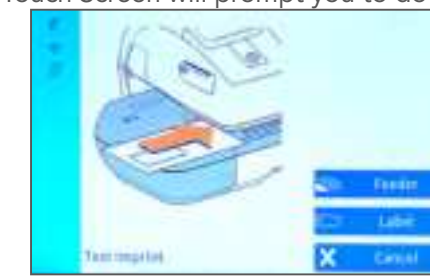 Touch screen will prompt you to do
Feeder
Label
Test Imprint
Cancel